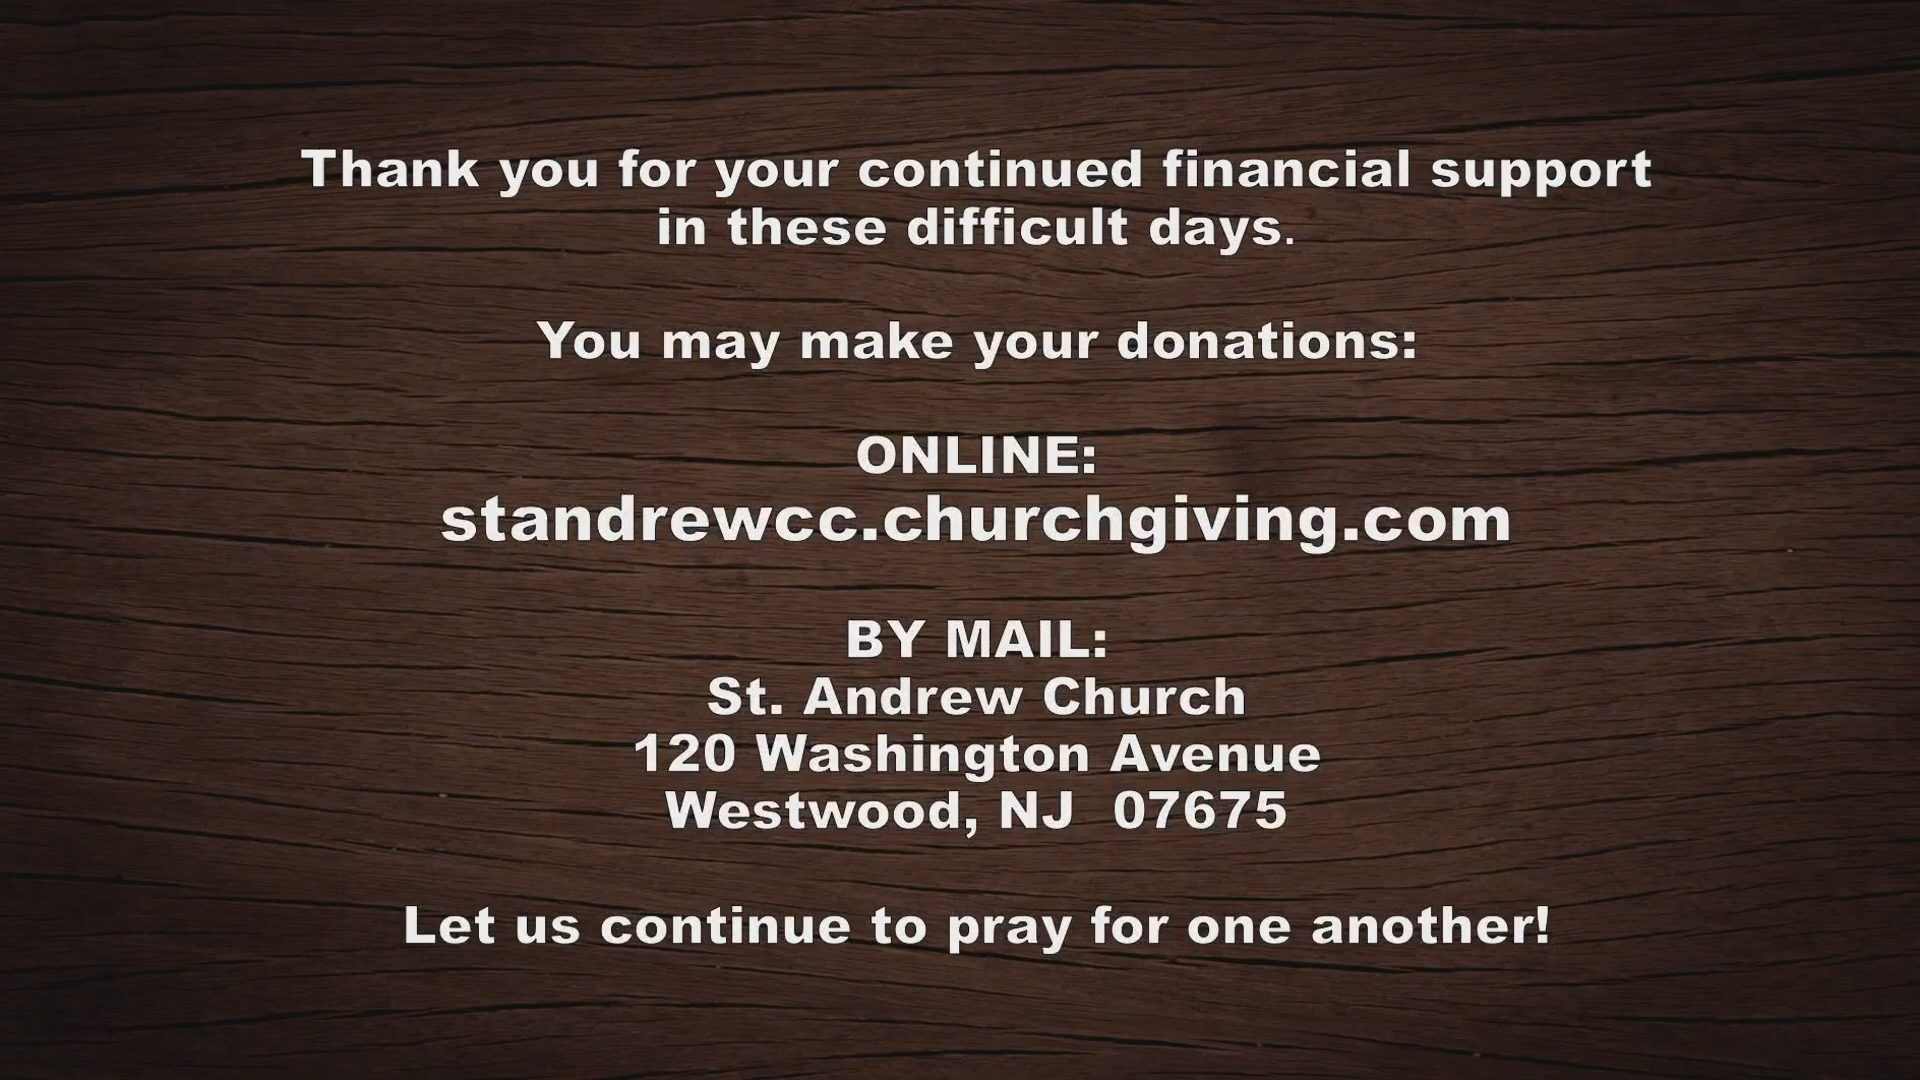 Thank you for your continued financial support
in these difficult days.
You may make your donations:
ONLINE:
standrewcc.churchgiving.com
BY MAIL:
St. Andrew Church
120 Washington Avenue
Westwood, NJ  07675
Let us continue to pray for one another!